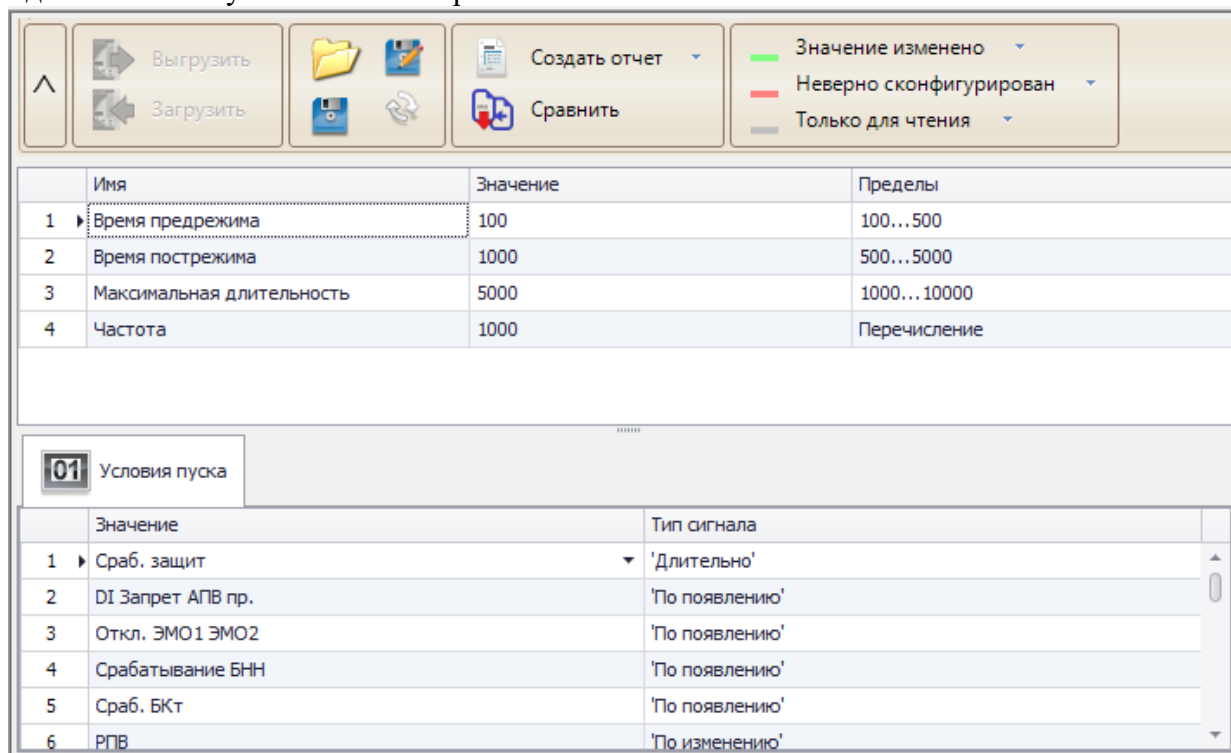 Выгрузить
Загрузить
Создать отчет
Сравнить
Значение изменено
Неверно сконфигурирован
Только для чтения
Имя Значение Пределы
1 Время предрежима 100 100...500
2 Время пострежима 1000 500...5000
3 Максимальная длительность 5000 1000...10000
4 Частота 1000 Перечисление
01 Условия пуска
Значение Тип сигнала
1 Сраб. защит 'Длительно'
2 DI Запрет АПВ пр. 'По появлению'
3 Откл. ЭМО1 ЭМО2 'По появлению'
4 Срабатывание БНН 'По появлению'
5 Сраб. БКт 'По появлению'
6 РПВ 'По изменению'